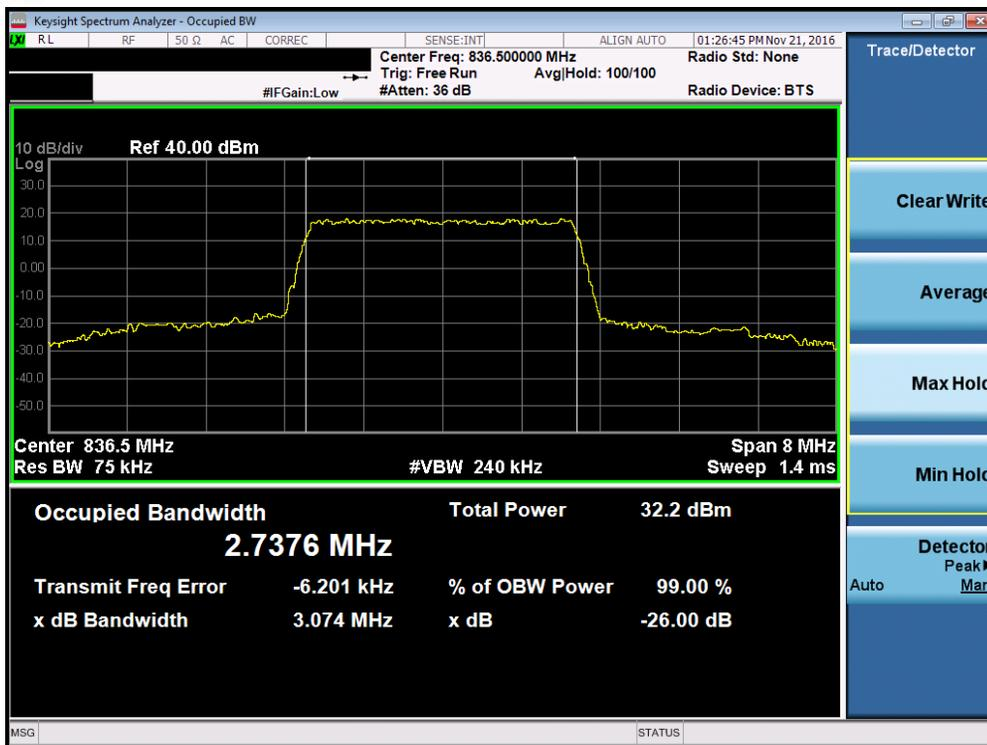 Keysight Spectrum Analyzer - Occupied BW
LXI RL RF 50 Ω AC CORREC SENSE:INT ALIGN AUTO 01:26:45 PM Nov 21, 2016
Center Freq: 836.500000 MHz Radio Std: None
Trig: Free Run Avg|Hold: 100/100
#IFGain:Low #Atten: 36 dB Radio Device: BTS
10 dB/div Ref 40.00 dBm
Log
30.0
20.0
10.0
0.00
-10.0
-20.0
-30.0
-40.0
-50.0
Center 836.5 MHz Span 8 MHz
Res BW 75 kHz #VBW 240 kHz Sweep 1.4 ms
Occupied Bandwidth Total Power 32.2 dBm
2.7376 MHz
Transmit Freq Error -6.201 kHz % of OBW Power 99.00 %
x dB Bandwidth 3.074 MHz x dB -26.00 dB
MSG STATUS
Trace/Detector
Clear Write
Average
Max Hold
Min Hold
Detector
Peak
Auto Man